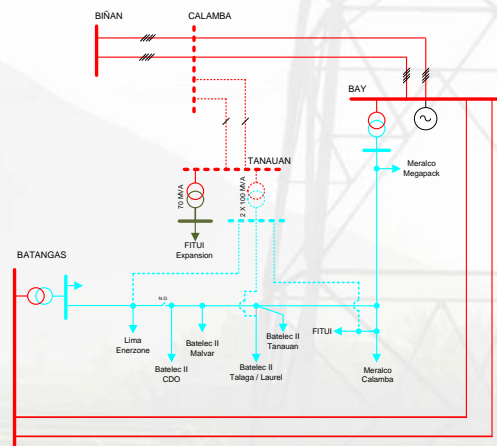 BIÑAN
CALAMBA
BAY
TANAUAN
70 MVA
2 X 100 MVA
Meralco
Megapack
FITUI
Expansion
BATANGAS
N.O.
Lima
Enerzone
Batelec II
CDO
Batelec II
Malvar
Batelec II
Talaga / Laurel
Batelec II
Tanauan
FITUI
Meralco
Calamba